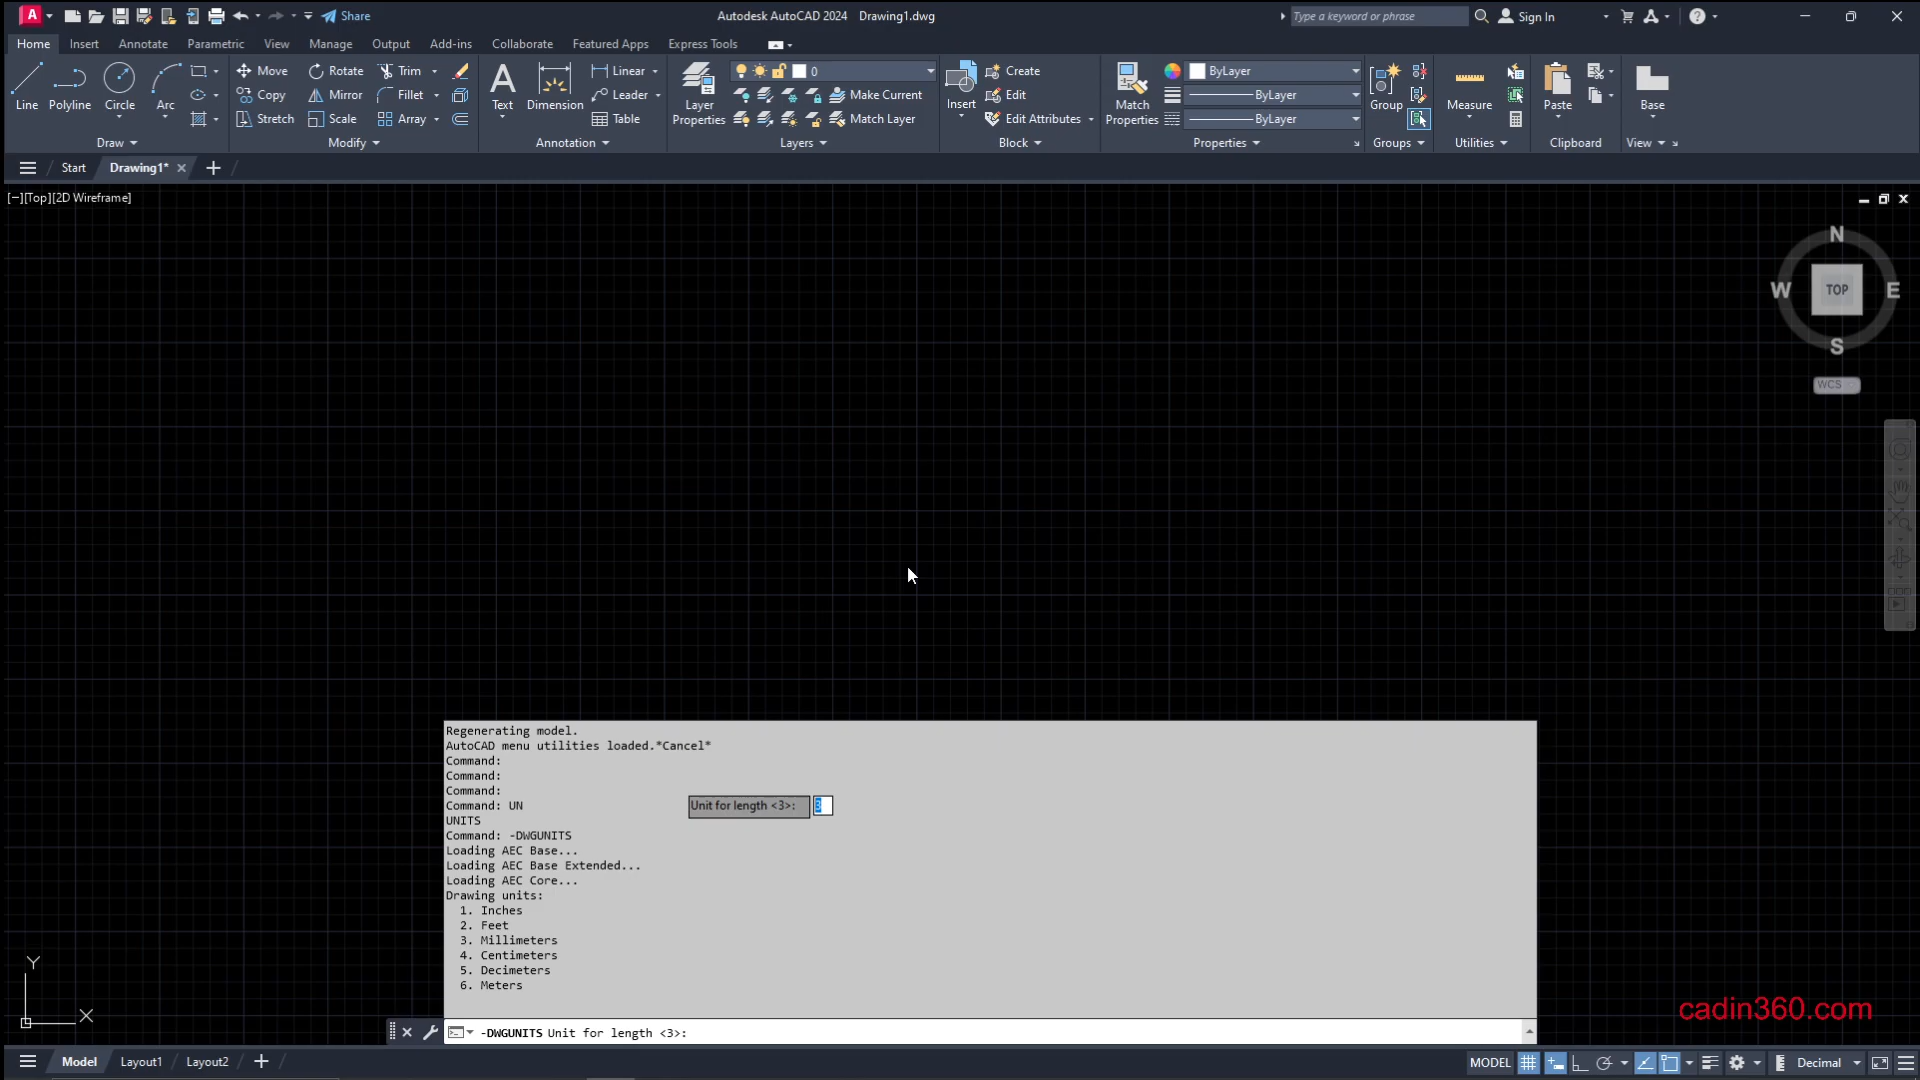 Share
Autodesk AutoCAD 2024 Drawing1.dwg
Type a keyword or phrase
Sign In
Home Insert Annotate Parametric View Manage Output Add-ins Collaborate Featured Apps Express Tools
Line Polyline Circle Arc
Move Rotate Trim
Copy Mirror Fillet
Stretch Scale Array
Text Dimension
Linear
Leader
Table
Layer Properties
0
Make Current
Match Layer
Insert
Create
Edit
Edit Attributes
Match Properties
ByLayer
ByLayer
ByLayer
Group
Measure
Paste
Base
Draw Modify Annotation Layers Block Properties Groups Utilities Clipboard View
Start Drawing1*
[−][Top][2D Wireframe]
N
W TOP E
S
WCS
Regenerating model.
AutoCAD menu utilities loaded.*Cancel*
Command:
Command:
Command:
Command: UN
Unit for length <3>: 3
UNITS
Command: -DWGUNITS
Loading AEC Base...
Loading AEC Base Extended...
Loading AEC Core...
Drawing units:
1. Inches
2. Feet
3. Millimeters
4. Centimeters
5. Decimeters
6. Meters
Y
X
cadin360.com
-DWGUNITS Unit for length <3>:
Model Layout1 Layout2
MODEL
Decimal